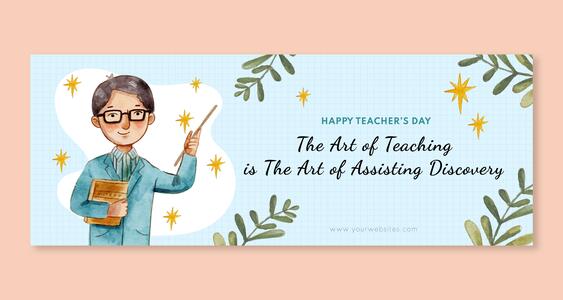 HAPPY TEACHER'S DAY
The Art of Teaching
is The Art of Assisting Discovery
www.yourwebsites.com